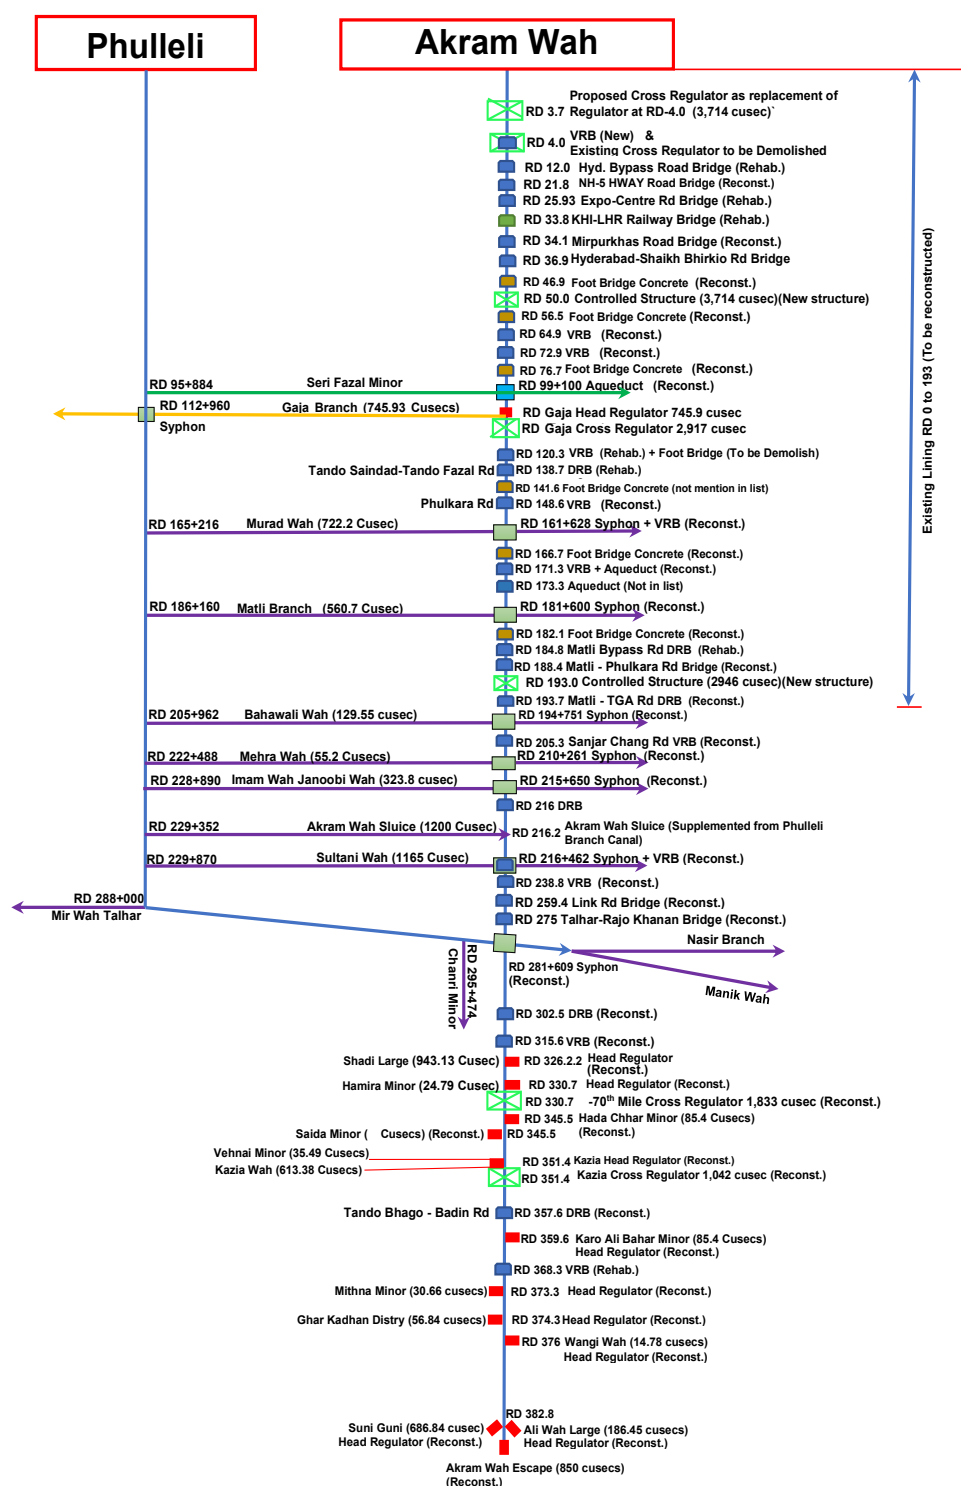 Phulleli
Akram Wah
Proposed Cross Regulator as replacement of
RD 3.7 Regulator at RD-4.0 (3,714 cusec)`
RD 4.0 VRB (New) &
Existing Cross Regulator to be Demolished
RD 12.0 Hyd. Bypass Road Bridge (Rehab.)
RD 21.8 NH-5 HWAY Road Bridge (Reconst.)
RD 25.93 Expo-Centre Rd Bridge (Rehab.)
RD 33.8 KHI-LHR Railway Bridge (Rehab.)
RD 34.1 Mirpurkhas Road Bridge (Reconst.)
RD 36.9 Hyderabad-Shaikh Bhirkio Rd Bridge
RD 46.9 Foot Bridge Concrete (Reconst.)
RD 50.0 Controlled Structure (3,714 cusec)(New structure)
RD 56.5 Foot Bridge Concrete (Reconst.)
RD 64.9 VRB (Reconst.)
RD 72.9 VRB (Reconst.)
RD 76.7 Foot Bridge Concrete (Reconst.)
Existing Lining RD 0 to 193 (To be reconstructed)
RD 95+884 Seri Fazal Minor RD 99+100 Aqueduct (Reconst.)
RD 112+960 Gaja Branch (745.93 Cusecs) RD Gaja Head Regulator 745.9 cusec
Syphon RD Gaja Cross Regulator 2,917 cusec
RD 120.3 VRB (Rehab.) + Foot Bridge (To be Demolish)
Tando Saindad-Tando Fazal Rd RD 138.7 DRB (Rehab.)
RD 141.6 Foot Bridge Concrete (not mention in list)
Phulkara Rd RD 148.6 VRB (Reconst.)
RD 165+216 Murad Wah (722.2 Cusec) RD 161+628 Syphon + VRB (Reconst.)
RD 166.7 Foot Bridge Concrete (Reconst.)
RD 171.3 VRB + Aqueduct (Reconst.)
RD 173.3 Aqueduct (Not in list)
RD 186+160 Matli Branch (560.7 Cusec) RD 181+600 Syphon (Reconst.)
RD 182.1 Foot Bridge Concrete (Reconst.)
RD 184.8 Matli Bypass Rd DRB (Rehab.)
RD 188.4 Matli - Phulkara Rd Bridge (Reconst.)
RD 193.0 Controlled Structure (2946 cusec)(New structure)
RD 193.7 Matli - TGA Rd DRB (Reconst.)
RD 205+962 Bahawali Wah (129.55 cusec) RD 194+751 Syphon (Reconst.)
RD 205.3 Sanjar Chang Rd VRB (Reconst.)
RD 222+488 Mehra Wah (55.2 Cusecs) RD 210+261 Syphon (Reconst.)
RD 228+890 Imam Wah Janoobi Wah (323.8 cusec) RD 215+650 Syphon (Reconst.)
RD 216 DRB
RD 229+352 Akram Wah Sluice (1200 Cusec) RD 216.2 Akram Wah Sluice (Supplemented from Phulleli
Branch Canal)
RD 229+870 Sultani Wah (1165 Cusec) RD 216+462 Syphon + VRB (Reconst.)
RD 238.8 VRB (Reconst.)
RD 259.4 Link Rd Bridge (Reconst.)
RD 275 Talhar-Rajo Khanan Bridge (Reconst.)
RD 288+000
Mir Wah Talhar
Nasir Branch
Manik Wah
RD 295+474
Chanri Minor
RD 281+609 Syphon
(Reconst.)
RD 302.5 DRB (Reconst.)
RD 315.6 VRB (Reconst.)
Shadi Large (943.13 Cusec) RD 326.2.2 Head Regulator
(Reconst.)
Hamira Minor (24.79 Cusec) RD 330.7 Head Regulator (Reconst.)
RD 330.7 -70th Mile Cross Regulator 1,833 cusec (Reconst.)
RD 345.5 Hada Chhar Minor (85.4 Cusecs)
(Reconst.)
Saida Minor ( Cusecs) (Reconst.) RD 345.5
Vehnai Minor (35.49 Cusecs)
Kazia Wah (613.38 Cusecs)
RD 351.4 Kazia Head Regulator (Reconst.)
RD 351.4 Kazia Cross Regulator 1,042 cusec (Reconst.)
Tando Bhago - Badin Rd RD 357.6 DRB (Reconst.)
RD 359.6 Karo Ali Bahar Minor (85.4 Cusecs)
Head Regulator (Reconst.)
RD 368.3 VRB (Rehab.)
Mithna Minor (30.66 cusecs) RD 373.3 Head Regulator (Reconst.)
Ghar Kadhan Distry (56.84 cusecs) RD 374.3 Head Regulator (Reconst.)
RD 376 Wangi Wah (14.78 cusecs)
Head Regulator (Reconst.)
RD 382.8
Suni Guni (686.84 cusec) Ali Wah Large (186.45 cusecs)
Head Regulator (Reconst.) Head Regulator (Reconst.)
Akram Wah Escape (850 cusecs)
(Reconst.)